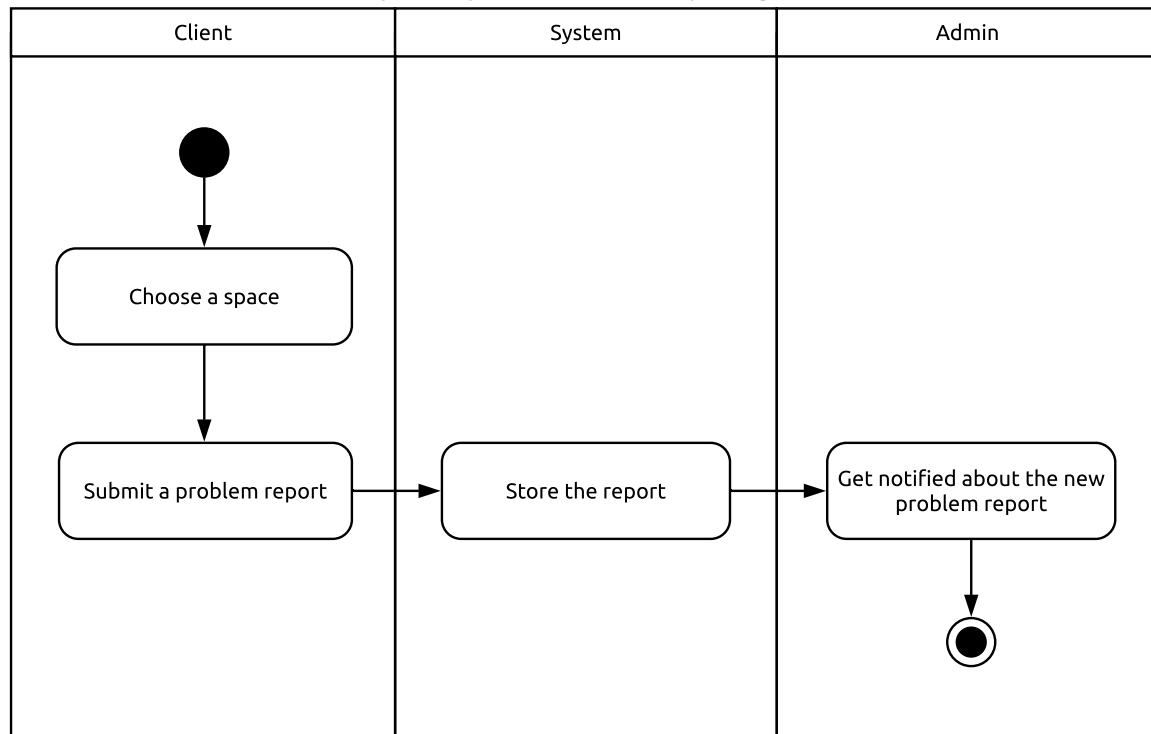 Client
System
Admin
Choose a space
Submit a problem report
Store the report
Get notified about the new
problem report